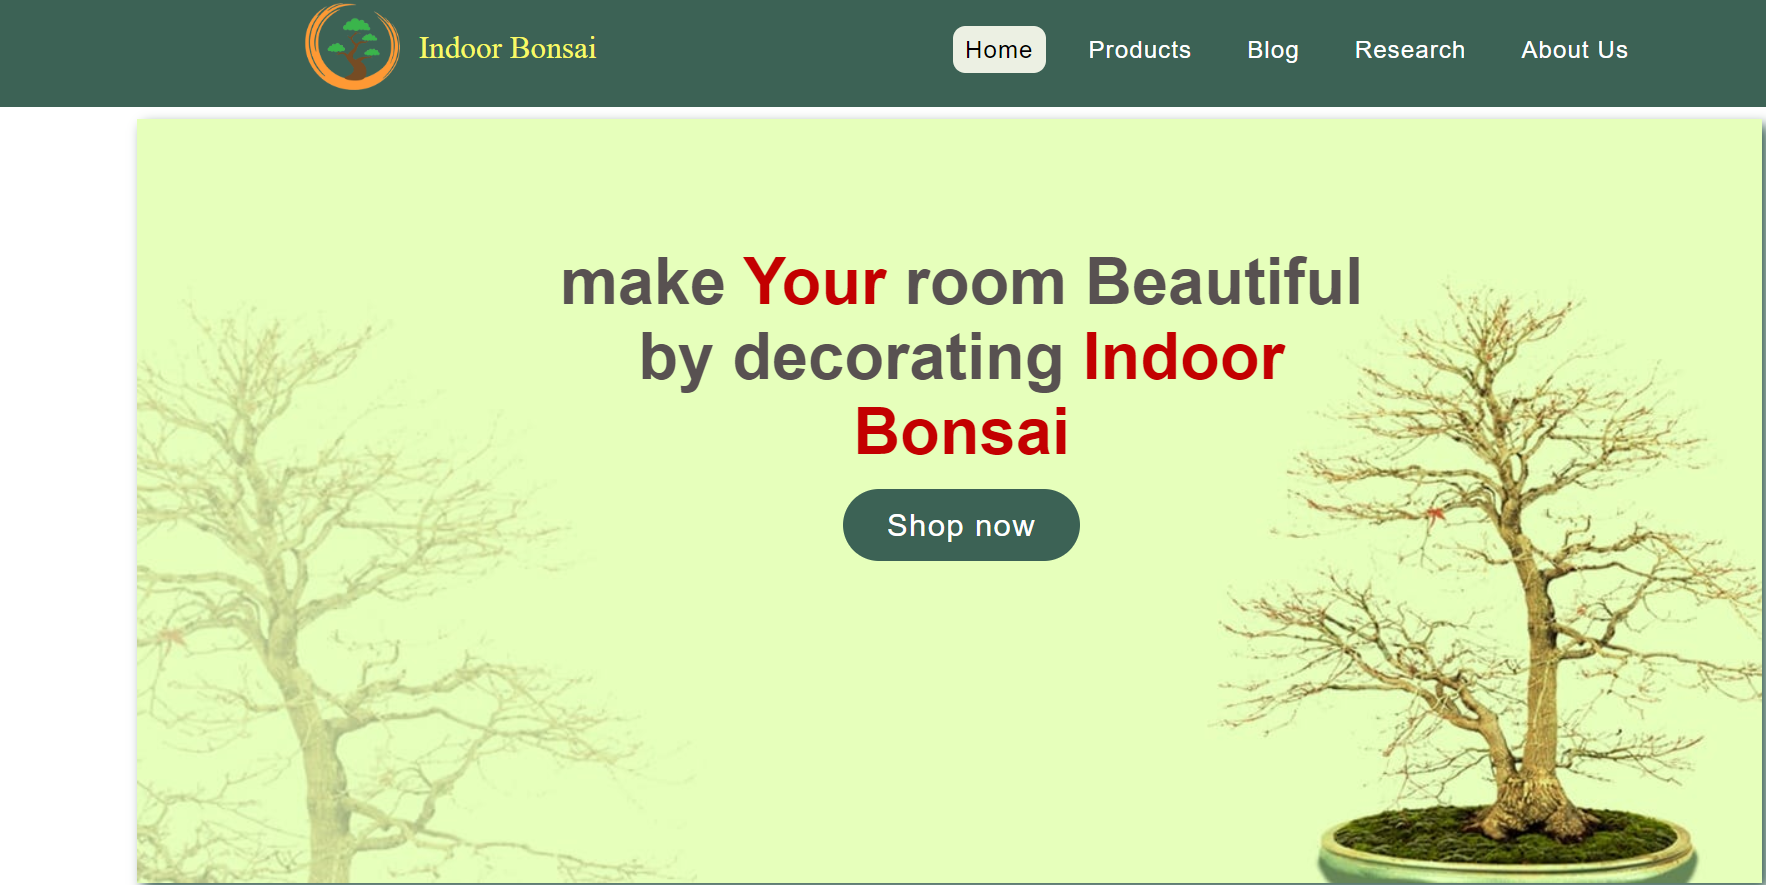 Indoor Bonsai
Home Products Blog Research About Us
make Your room Beautiful
by decorating Indoor
Bonsai
Shop now